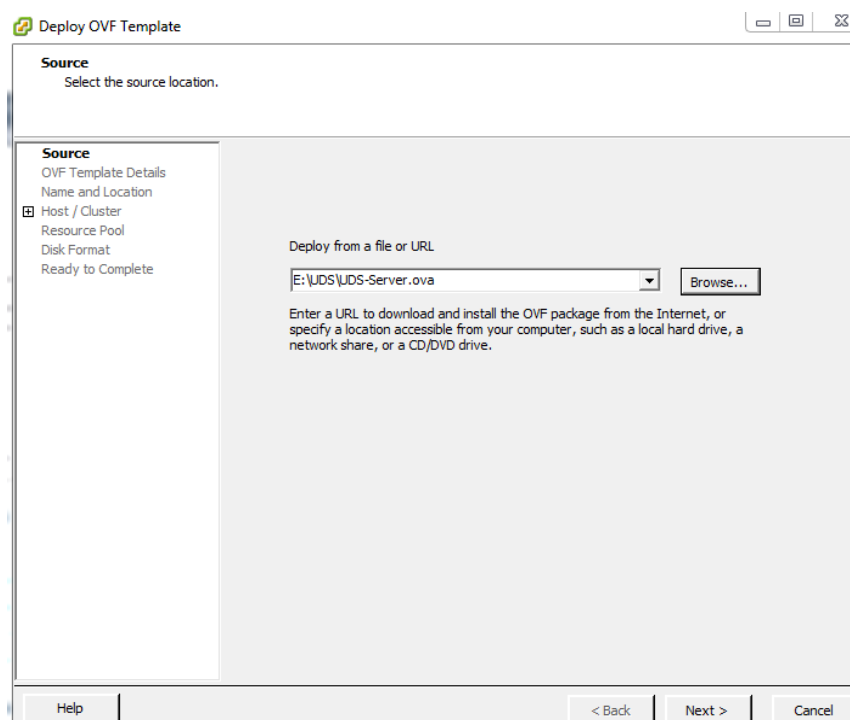 Deploy OVF Template
Source
Select the source location.
Source
OVF Template Details
Name and Location
Host / Cluster
Resource Pool
Disk Format
Ready to Complete
Deploy from a file or URL
E:\UDS\UDS-Server.ova
Browse...
Enter a URL to download and install the OVF package from the Internet, or
specify a location accessible from your computer, such as a local hard drive, a
network share, or a CD/DVD drive.
Help
< Back
Next >
Cancel